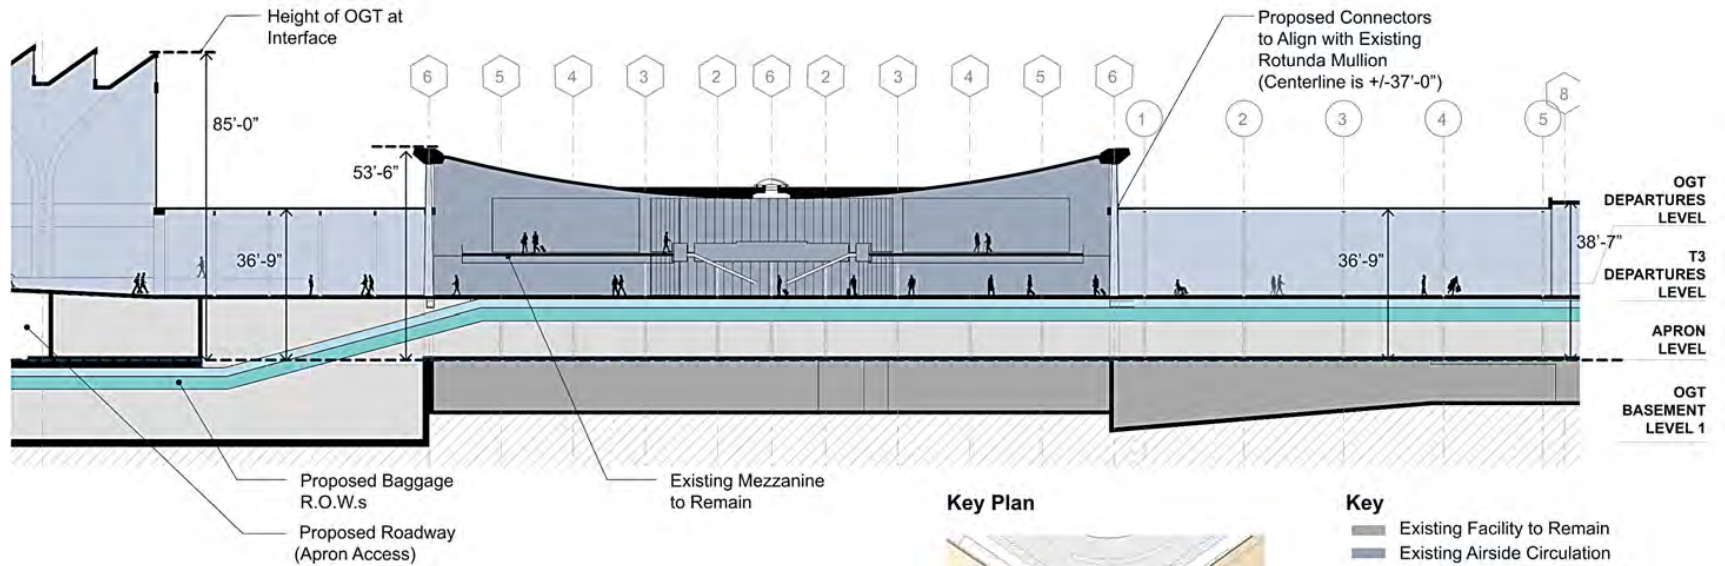 Height of OGT at
Interface
Proposed Connectors
to Align with Existing
Rotunda Mullion
(Centerline is +/-37'-0")
6
5
4
3
2
6
2
3
4
5
6
8
1
2
3
4
5
85'-0"
53'-6"
36'-9"
36'-9"
38'-7"
OGT
DEPARTURES
LEVEL
T3
DEPARTURES
LEVEL
APRON
LEVEL
OGT
BASEMENT
LEVEL 1
Proposed Baggage
R.O.W.s
Proposed Roadway
(Apron Access)
Existing Mezzanine
to Remain
Key Plan
Key
Existing Facility to Remain
Existing Airside Circulation